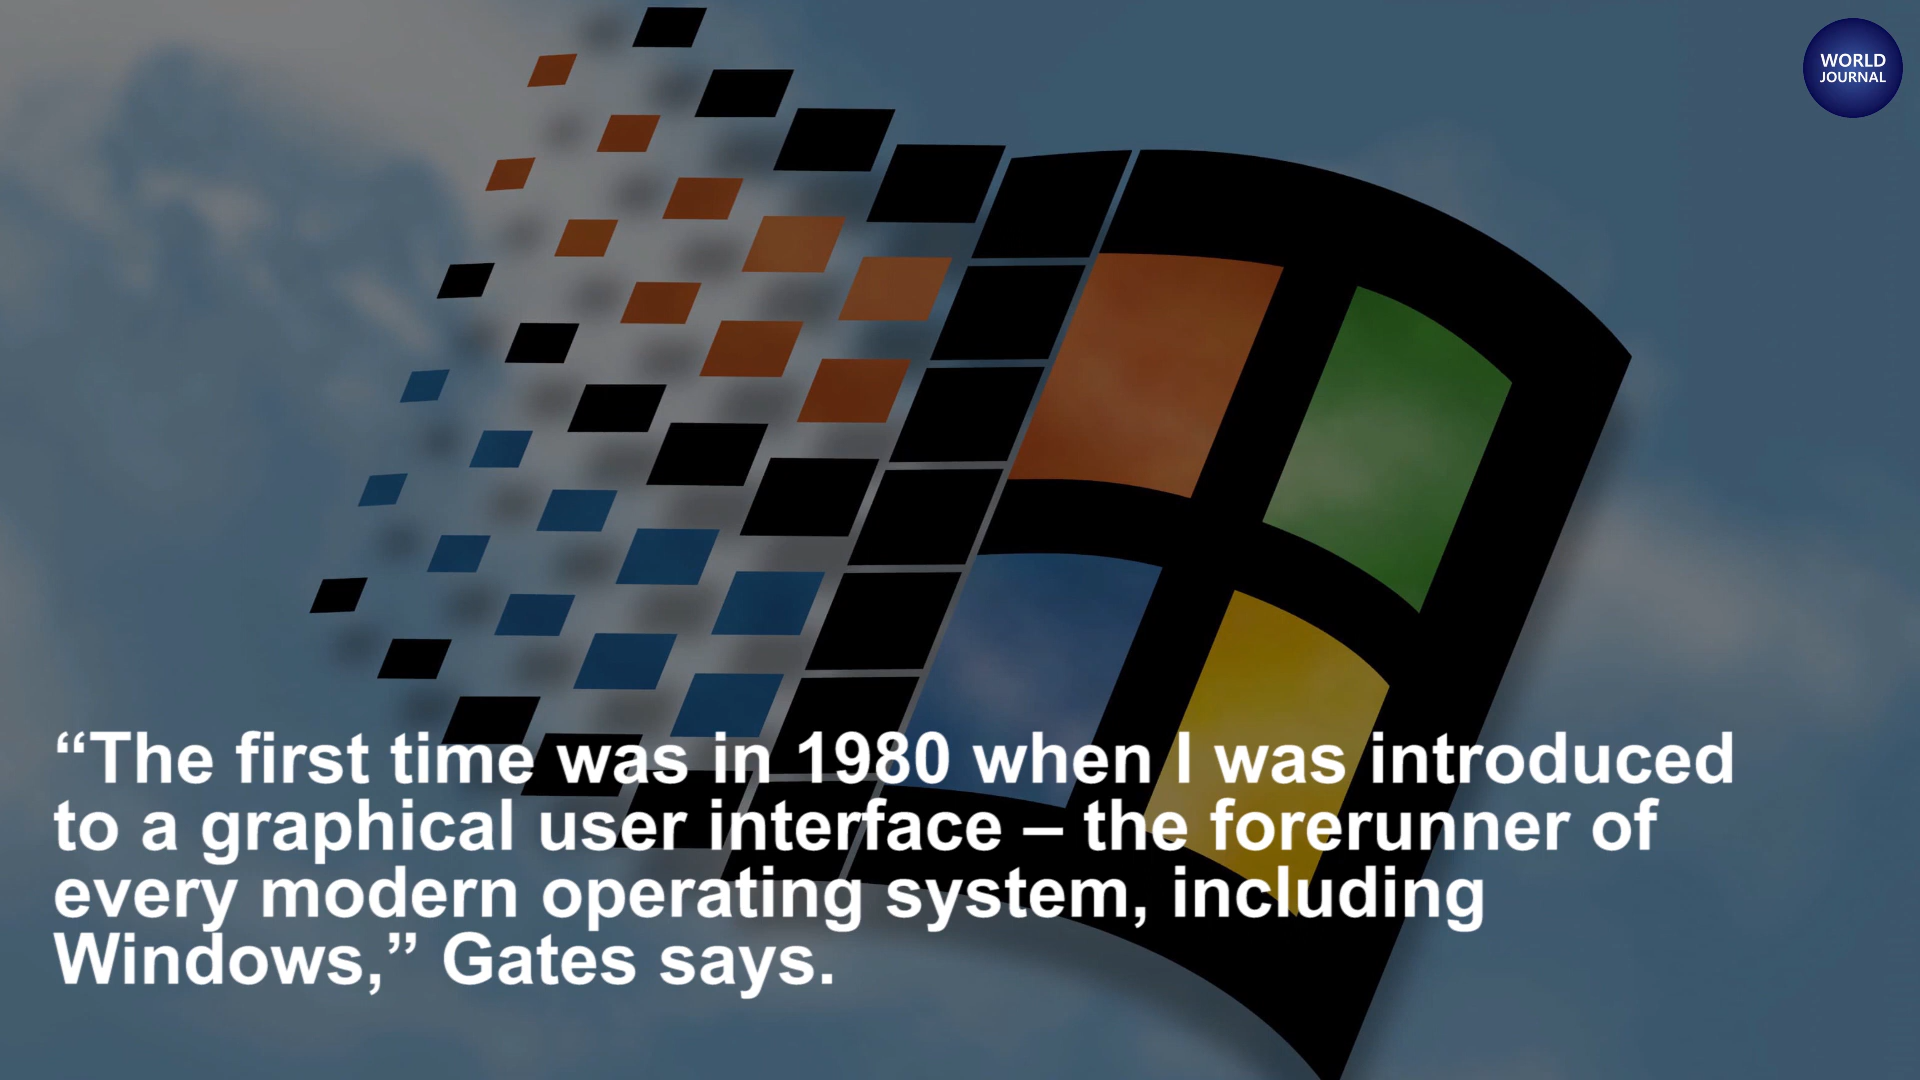 WORLD
JOURNAL
“The first time was in 1980 when I was introduced
to a graphical user interface – the forerunner of
every modern operating system, including
Windows,” Gates says.